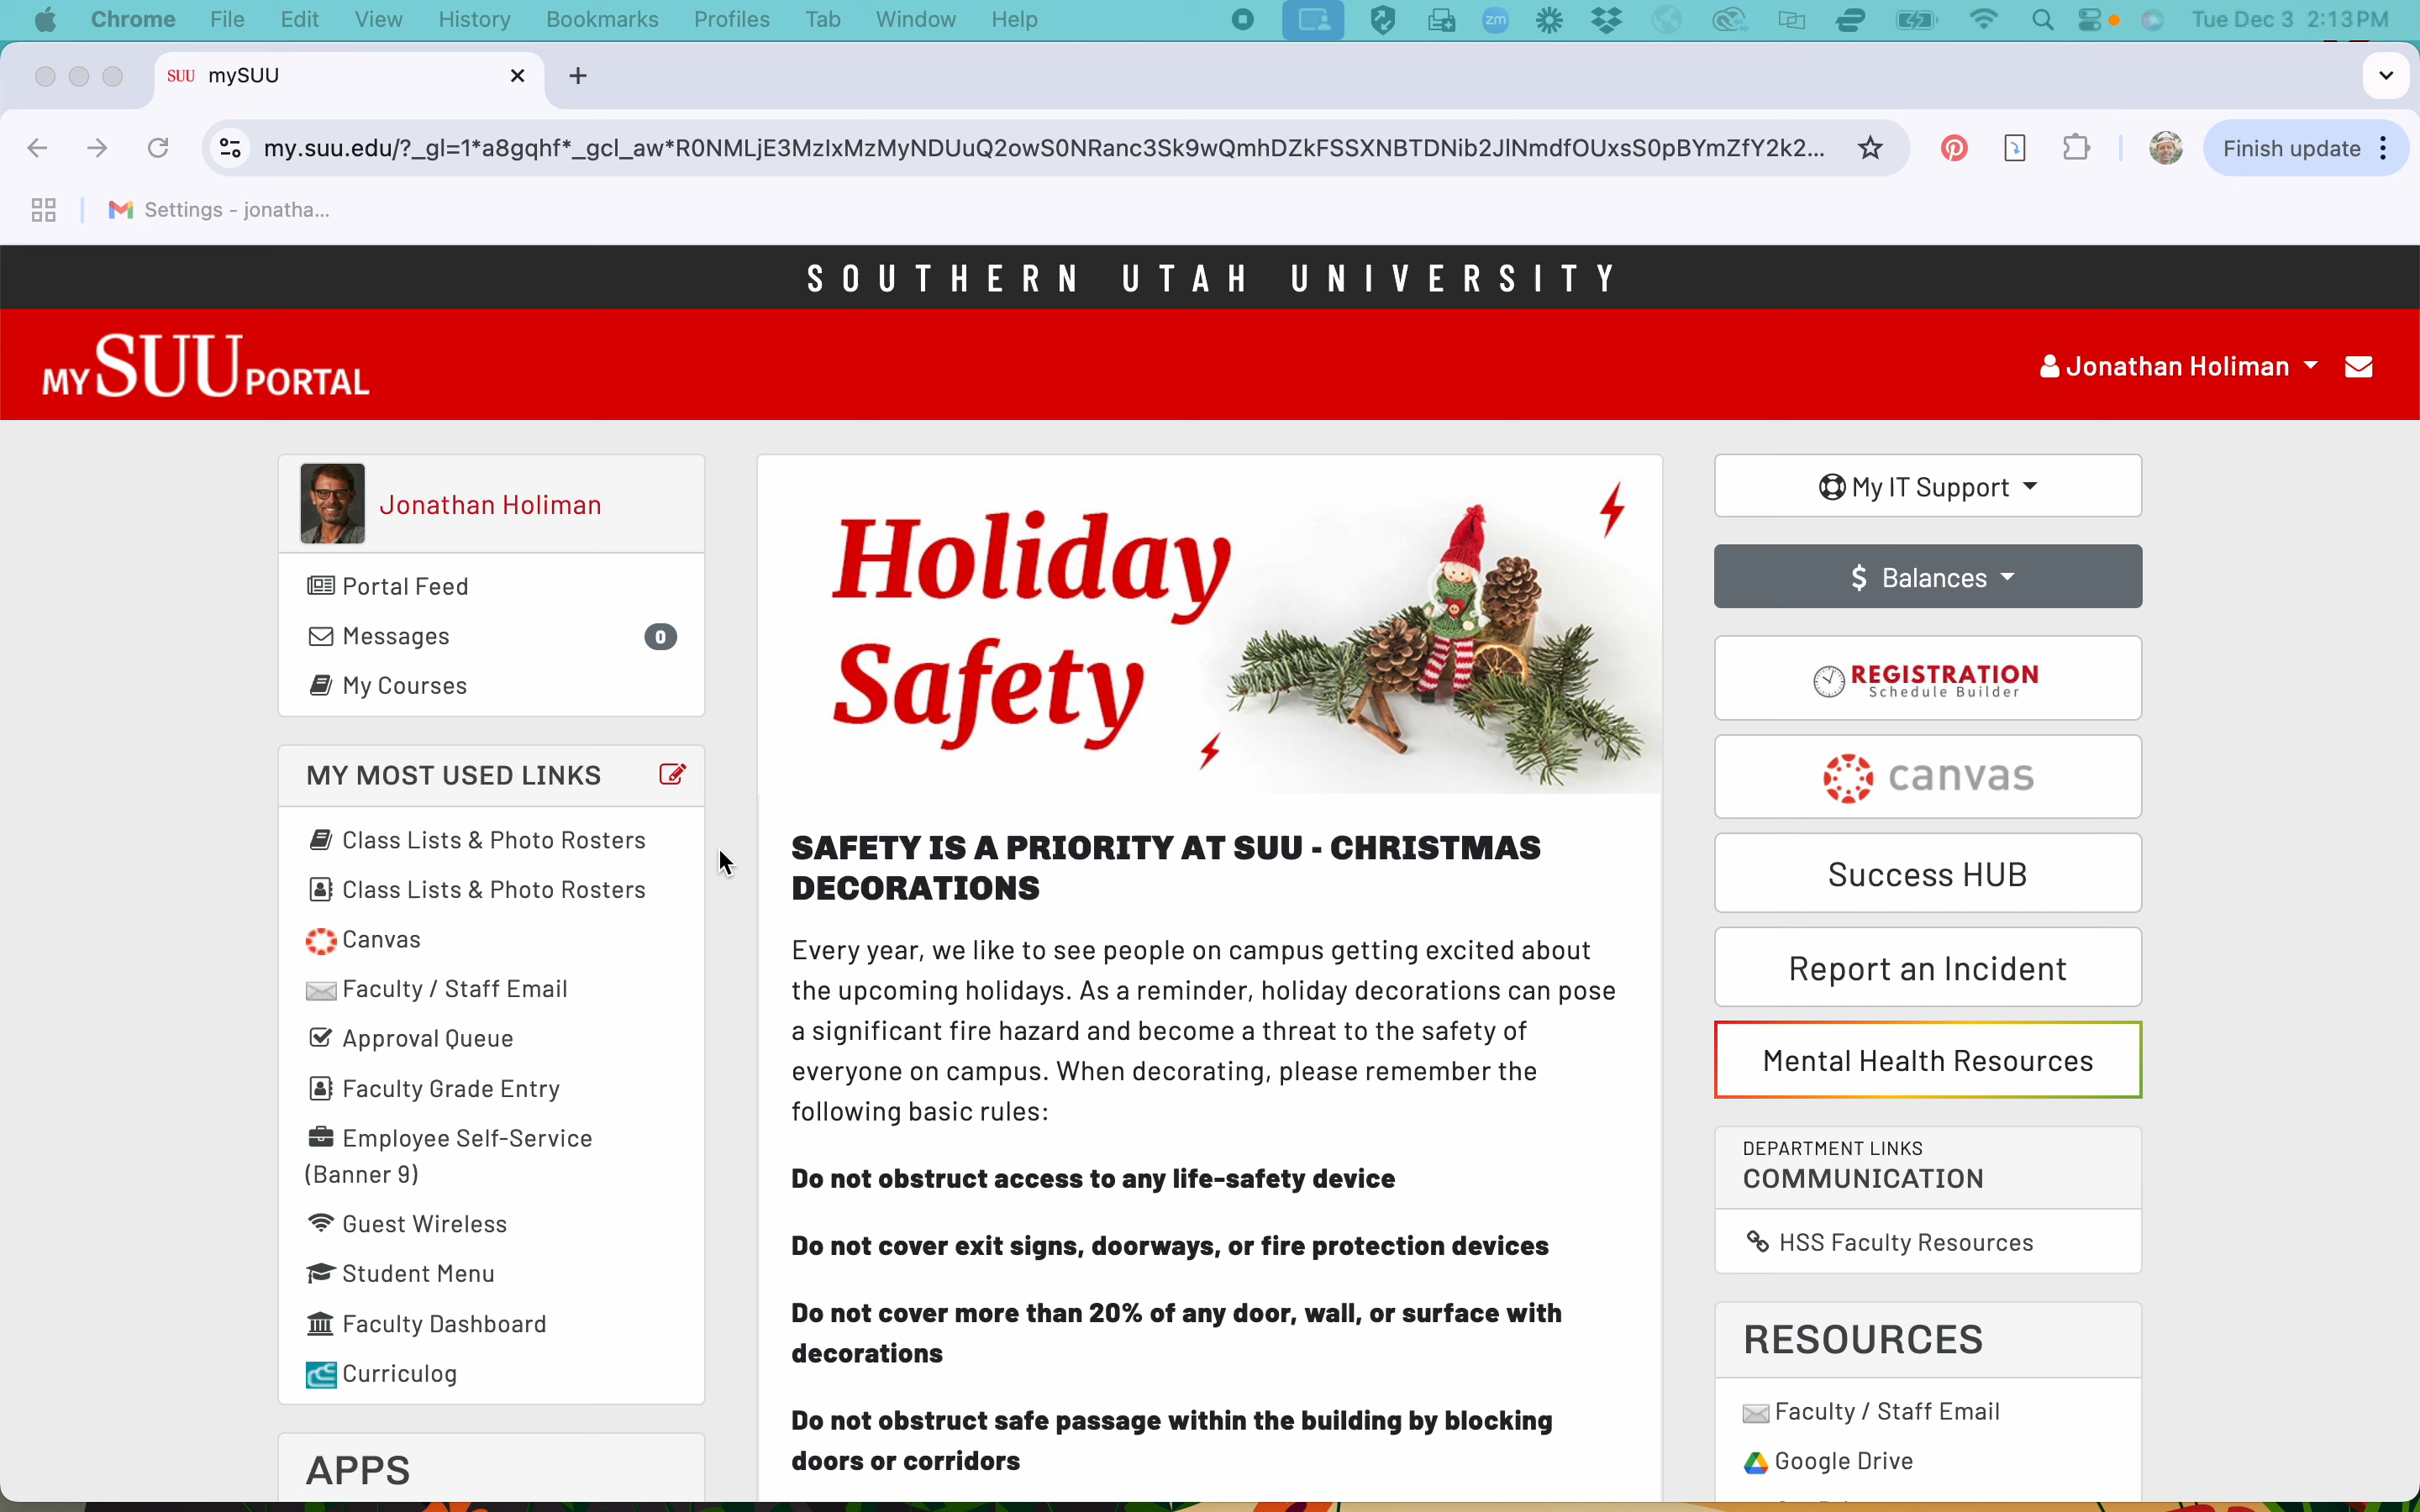 Chrome File Edit View History Bookmarks Profiles Tab Window Help zm Tue Dec 3 2:13 PM
SUU mySUU
my.suu.edu/?_gl=1*a8gqhf*_gcl_aw*R0NMLjE3MzIxMzMyNDUuQ2owS0NRanc3Sk9wQmhDZkFSSXNBTDNib2JINmdfOUxsS0pBYmZfY2k2... Finish update
Settings - jonatha...
SOUTHERN UTAH UNIVERSITY
MY SUU PORTAL
Jonathan Holiman
Jonathan Holiman
Portal Feed
Messages 0
My Courses
MY MOST USED LINKS
Class Lists & Photo Rosters
Class Lists & Photo Rosters
Canvas
Faculty / Staff Email
Approval Queue
Faculty Grade Entry
Employee Self-Service
(Banner 9)
Guest Wireless
Student Menu
Faculty Dashboard
Curriculog
APPS
Holiday
Safety
SAFETY IS A PRIORITY AT SUU - CHRISTMAS
DECORATIONS
Every year, we like to see people on campus getting excited about
the upcoming holidays. As a reminder, holiday decorations can pose
a significant fire hazard and become a threat to the safety of
everyone on campus. When decorating, please remember the
following basic rules:
Do not obstruct access to any life-safety device
Do not cover exit signs, doorways, or fire protection devices
Do not cover more than 20% of any door, wall, or surface with
decorations
Do not obstruct safe passage within the building by blocking
doors or corridors
My IT Support
$ Balances
REGISTRATION
Schedule Builder
canvas
Success HUB
Report an Incident
Mental Health Resources
DEPARTMENT LINKS
COMMUNICATION
HSS Faculty Resources
RESOURCES
Faculty / Staff Email
Google Drive